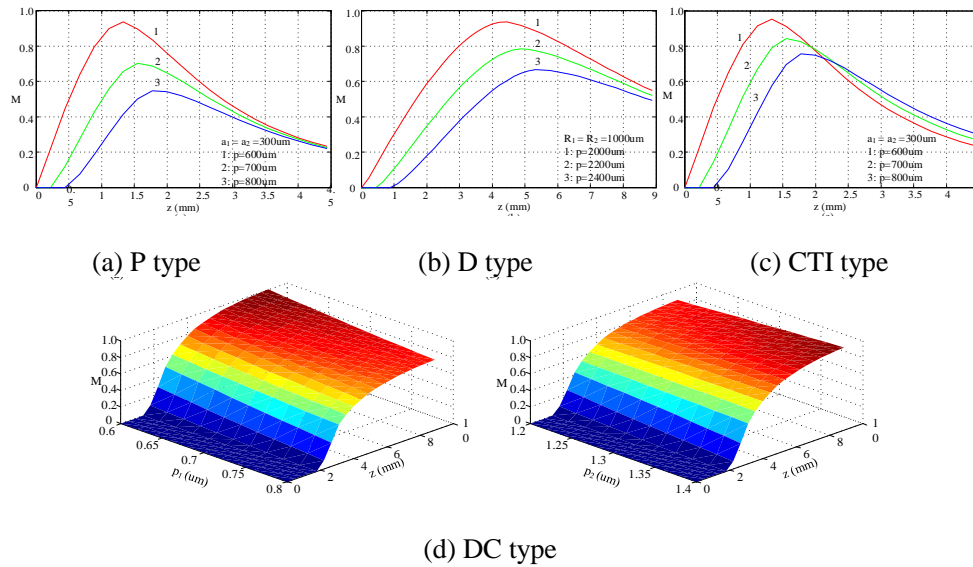 1.0
0.8
0.6
M
0.4
0.2
0
1
2
3
a1 = a2 =300um
1: p=600um
2: p=700um
3: p=800um
0 0. 5 1 1.5 2 2.5 3 3.5 4 4. 5
z (mm)
1.0
0.8
0.6
M
0.4
0.2
0
1
2
3
R1 = R2 =1000um
1: p=2000um
2: p=2200um
3: p=2400um
0 1 2 3 4 5 6 7 8 9
z (mm)
1.0
0.8
0.6
M
0.4
0.2
0
1
2
3
a1 = a2 =300um
1: p=600um
2: p=700um
3: p=800um
0 0. 5 1 1.5 2 2.5 3 3.5 4 5
z (mm)
(a) P type
(b) D type
(c) CTI type
1.0
0.8
M 0.6
0.4
0.2
0
0.6
0.65
0.7
0.75
0.8
p1 (um)
0
2
4
6
8
1 0
z (mm)
1.0
0.8
M 0.6
0.4
0.2
0
1.2
1.25
1.3
1.35
1.4
p2 (um)
0
2
4
6
8
1 0
z (mm)
(d) DC type